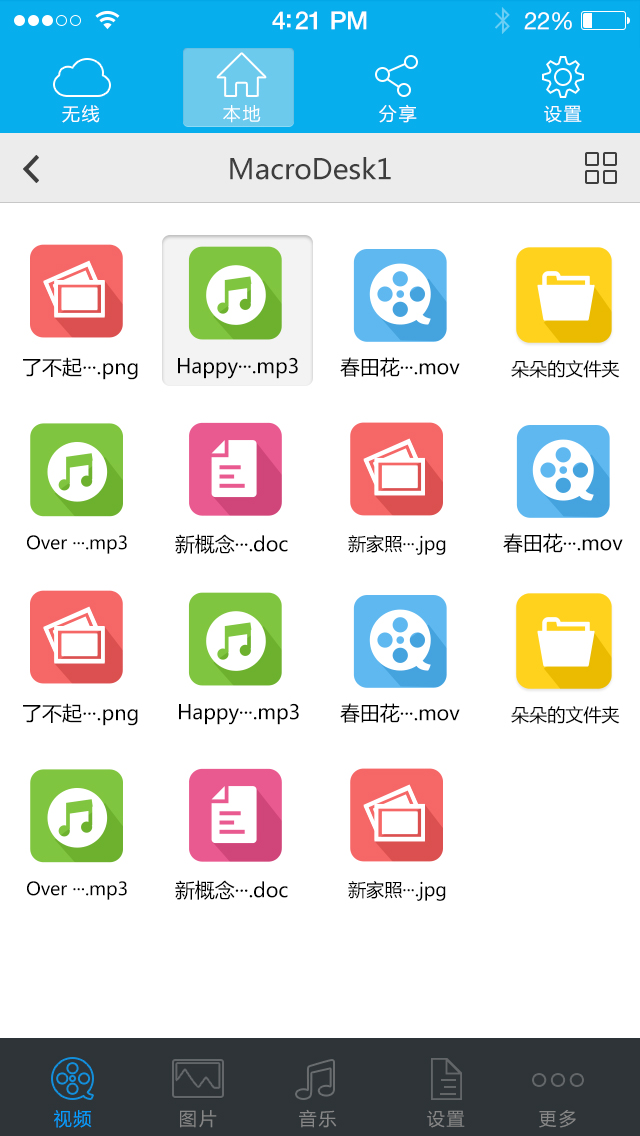 4:21 PM 22%
无线 本地 分享 设置
MacroDesk1
了不起···.png Happy···.mp3 春田花···.mov 朵朵的文件夹
Over ···.mp3 新概念···.doc 新家照···.jpg 春田花···.mov
了不起···.png Happy···.mp3 春田花···.mov 朵朵的文件夹
Over ···.mp3 新概念···.doc 新家照···.jpg
视频 图片 音乐 设置 更多